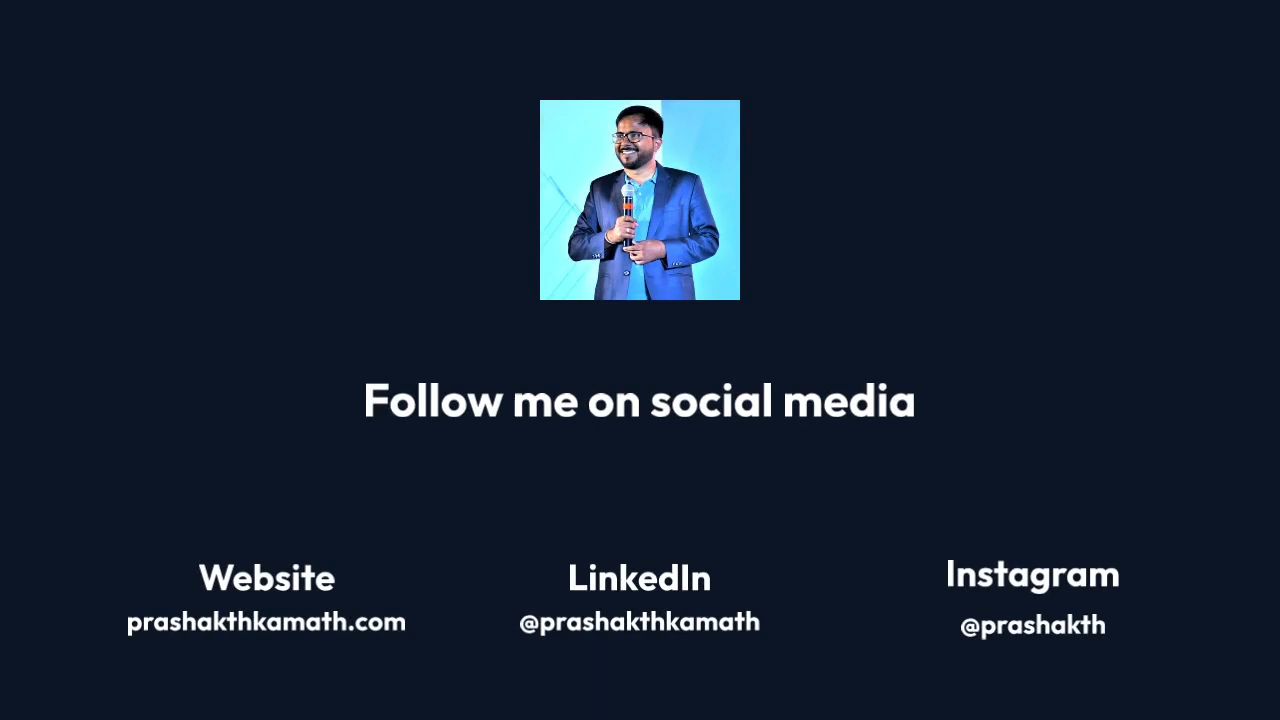 Follow me on social media
Website
prashakthkamath.com
LinkedIn
@prashakthkamath
Instagram
@prashakth